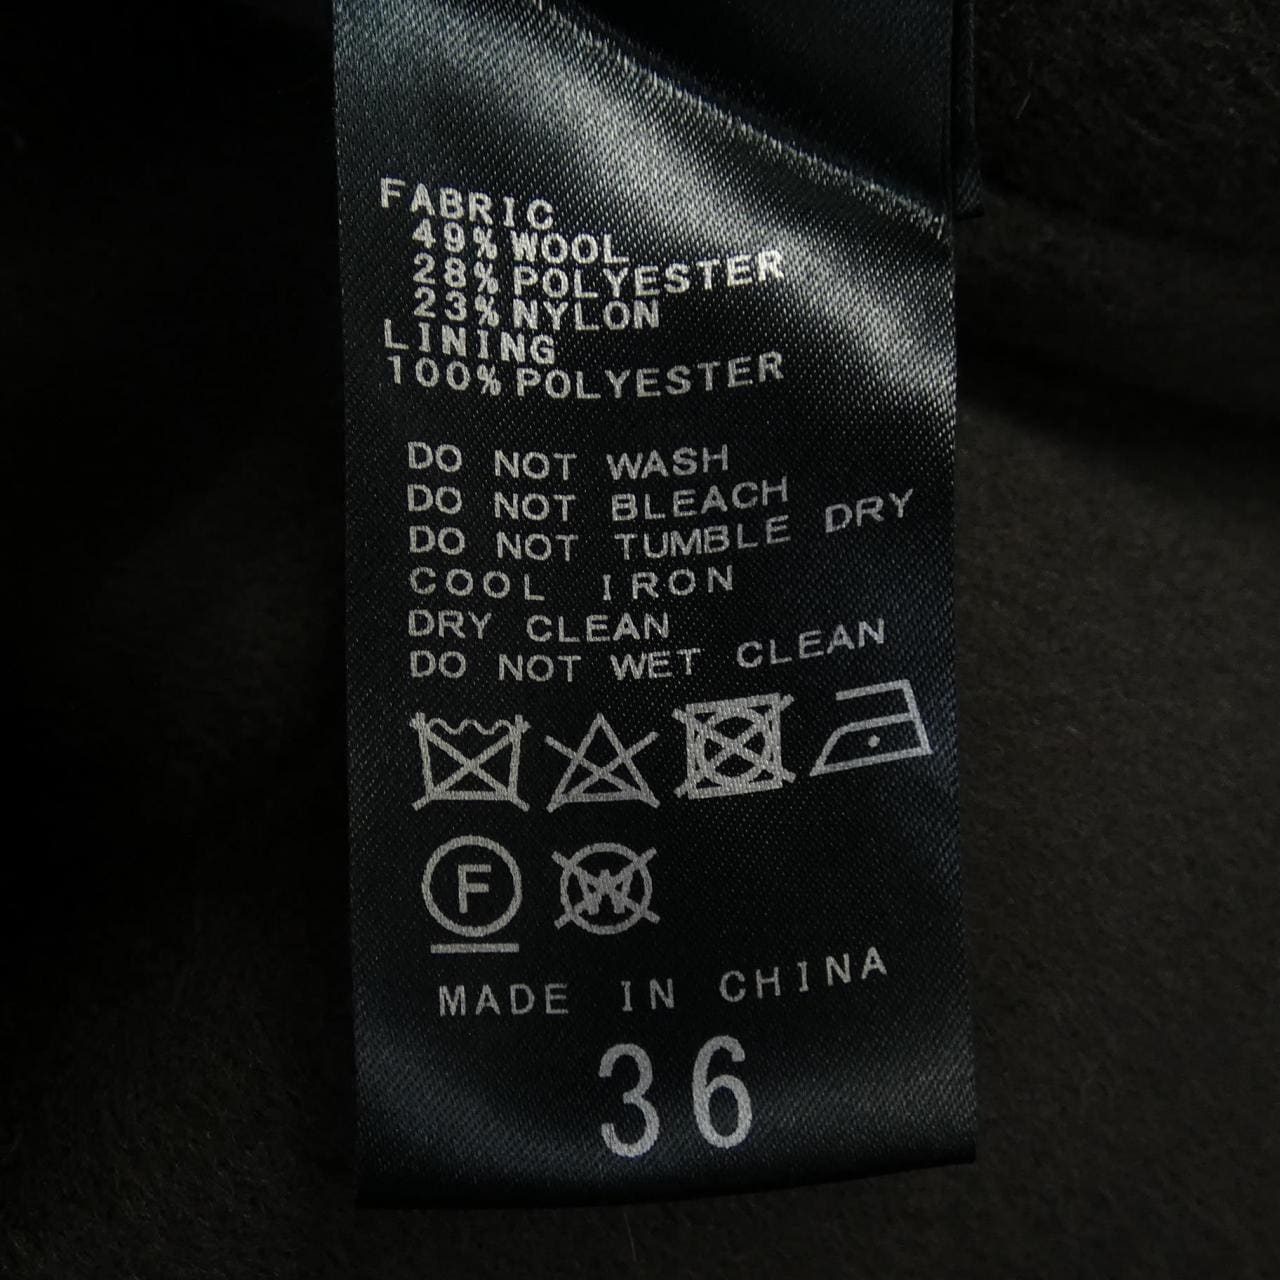 FABRIC
49% WOOL
28% POLYESTER
23% NYLON
LINING
100% POLYESTER
DO NOT WASH
DO NOT BLEACH
DO NOT TUMBLE DRY
COOL IRON
DRY CLEAN
DO NOT WET CLEAN
F W
MADE IN CHINA
36